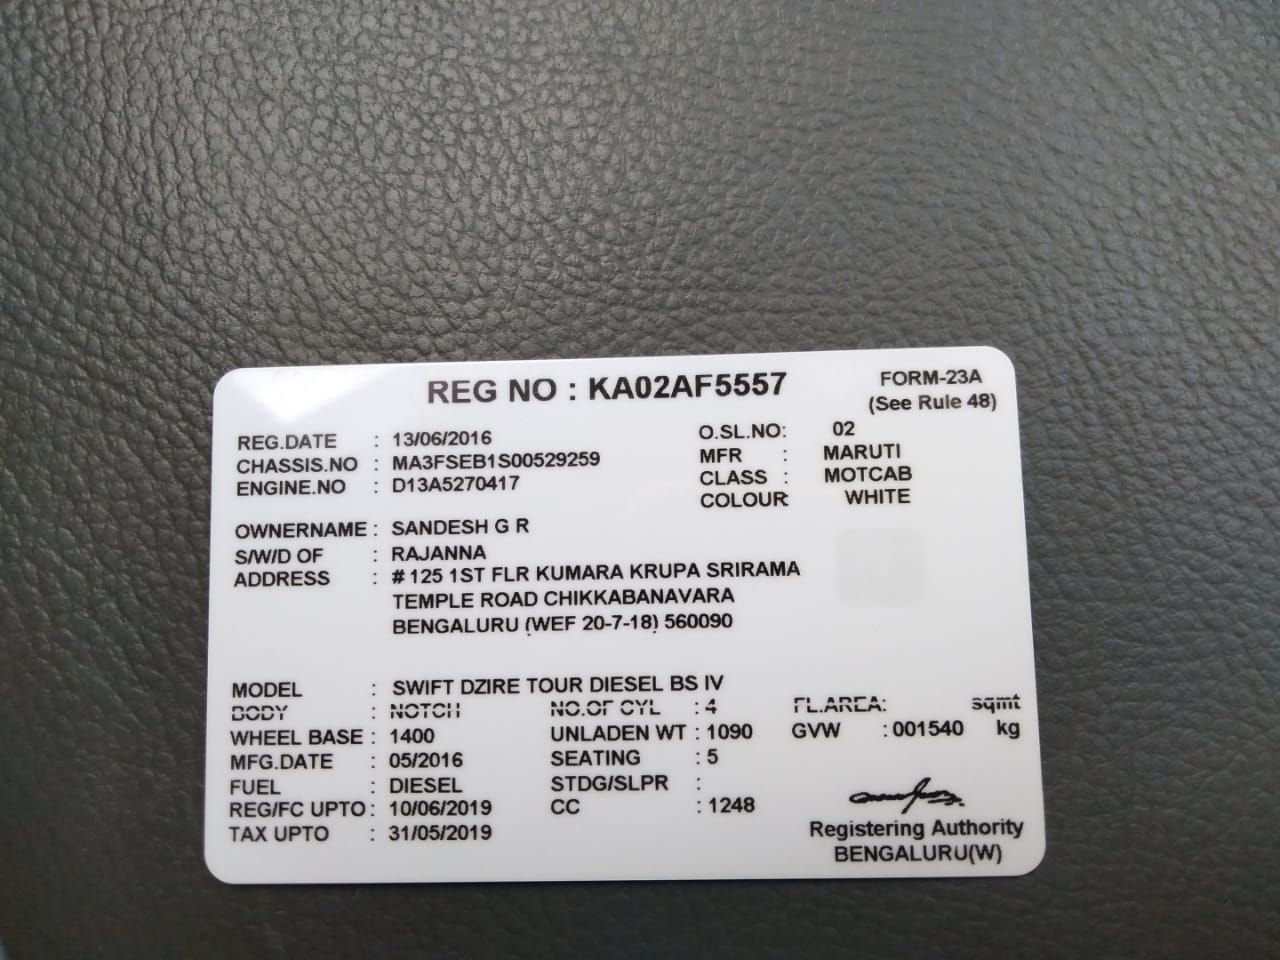 REG NO : KA02AF5557
FORM-23A
(See Rule 48)
REG.DATE : 13/06/2016
CHASSIS.NO : MA3FSEB1S00529259
ENGINE.NO : D13A5270417
O.SL.NO: 02
MFR : MARUTI
CLASS : MOTCAB
COLOUR : WHITE
OWNERNAME : SANDESH G R
S/W/D OF : RAJANNA
ADDRESS : # 125 1ST FLR KUMARA KRUPA SRIRAMA
TEMPLE ROAD CHIKKABANAVARA
BENGALURU (WEF 20-7-18) 560090
MODEL : SWIFT DZIRE TOUR DIESEL BS IV
BODY : NOTCH NO.OF CYL : 4 FL.AREA: sqmt
WHEEL BASE : 1400 UNLADEN WT : 1090 GVW : 001540 kg
MFG.DATE : 05/2016 SEATING : 5
FUEL : DIESEL STDG/SLPR :
REG/FC UPTO : 10/06/2019 CC : 1248
TAX UPTO : 31/05/2019
Registering Authority
BENGALURU(W)